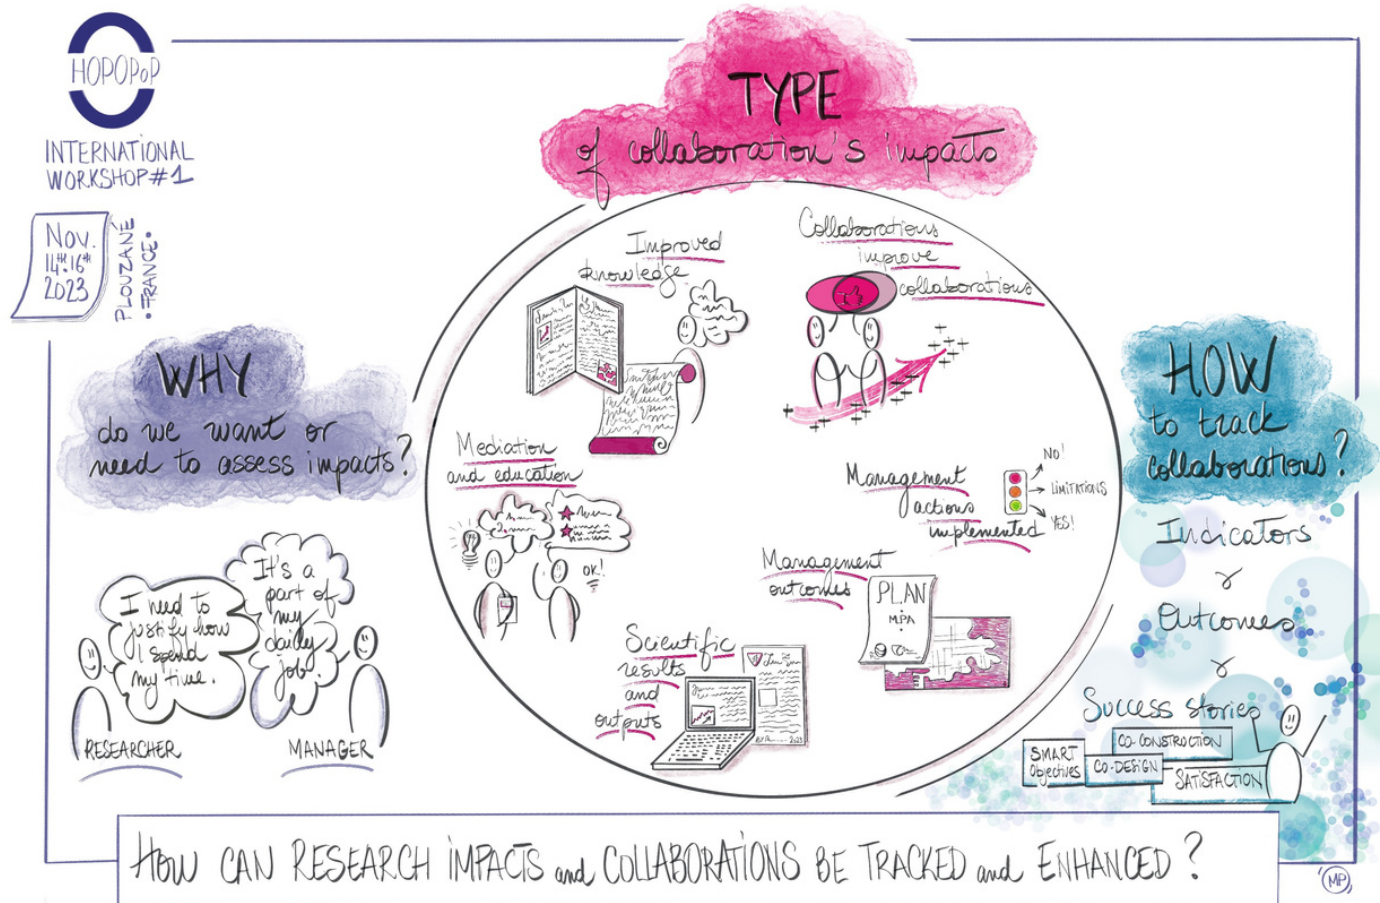 HOPOPoP
INTERNATIONAL
WORKSHOP #1
Nov.
14th.16th
2023
PLOUZANÉ
• FRANCE •
TYPE
of collaboration's impacts
WHY
do we want or
need to assess impacts?
I need to
justify how
I spend
my time.
It's a
part of
my
daily
job.
RESEARCHER
MANAGER
Improved
knowledge
Collaborations
improve
collaborations
Mediation
and education
1.
2.
OK!
Management
actions
implemented
NO!
LIMITATIONS
YES!
Management
outcomes
PLAN
• MPA
•
Scientific
results
and
outputs
2023
HOW
to track
collaborations?
Indicators
&
Outcomes
&
Success stories
SMART
Objectives
CO-CONSTRUCTION
CO-DESIGN
SATISFACTION
HOW CAN RESEARCH IMPACTS and COLLABORATIONS BE TRACKED and ENHANCED?
MP